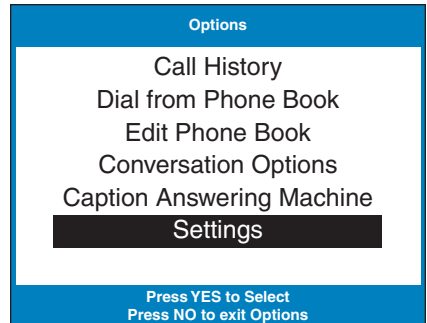 Options
Call History
Dial from Phone Book
Edit Phone Book
Conversation Options
Caption Answering Machine
Settings
Press YES to Select
Press NO to exit Options